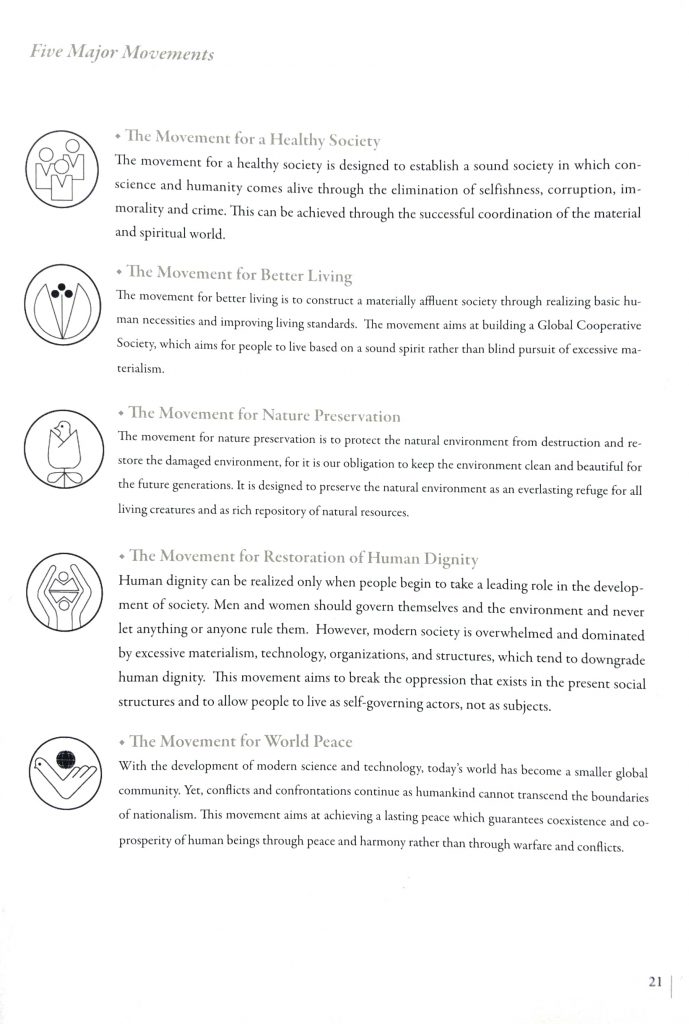 Five Major Movements
• The Movement for a Healthy Society
The movement for a healthy society is designed to establish a sound society in which con-
science and humanity comes alive through the elimination of selfishness, corruption, im-
morality and crime. This can be achieved through the successful coordination of the material
and spiritual world.
• The Movement for Better Living
The movement for better living is to construct a materially affluent society through realizing basic hu-
man necessities and improving living standards. The movement aims at building a Global Cooperative
Society, which aims for people to live based on a sound spirit rather than blind pursuit of excessive ma-
terialism.
• The Movement for Nature Preservation
The movement for nature preservation is to protect the natural environment from destruction and re-
store the damaged environment, for it is our obligation to keep the environment clean and beautiful for
the future generations. It is designed to preserve the natural environment as an everlasting refuge for all
living creatures and as rich repository of natural resources.
• The Movement for Restoration of Human Dignity
Human dignity can be realized only when people begin to take a leading role in the develop-
ment of society. Men and women should govern themselves and the environment and never
let anything or anyone rule them. However, modern society is overwhelmed and dominated
by excessive materialism, technology, organizations, and structures, which tend to downgrade
human dignity. This movement aims to break the oppression that exists in the present social
structures and to allow people to live as self-governing actors, not as subjects.
• The Movement for World Peace
With the development of modern science and technology, today's world has become a smaller global
community. Yet, conflicts and confrontations continue as humankind cannot transcend the boundaries
of nationalism. This movement aims at achieving a lasting peace which guarantees coexistence and co-
prosperity of human beings through peace and harmony rather than through warfare and conflicts.
21